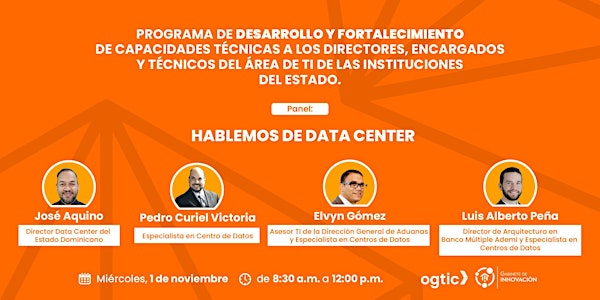 PROGRAMA DE DESARROLLO Y FORTALECIMIENTO
DE CAPACIDADES TÉCNICAS A LOS DIRECTORES, ENCARGADOS
Y TÉCNICOS DEL ÁREA DE TI DE LAS INSTITUCIONES
DEL ESTADO.
Panel:
HABLEMOS DE DATA CENTER
José Aquino
Director Data Center del
Estado Dominicano
Pedro Curiel Victoria
Especialista en Centro de Datos
Elvyn Gómez
Asesor TI de la Dirección General de Aduanas
y Especialista en Centros de Datos
Luis Alberto Peña
Director de Arquitectura en
Banco Múltiple Ademi y Especialista en
Centros de Datos
Miércoles, 1 de noviembre
de 8:30 a.m. a 12:00 p.m.
ogtic
GABINETE DE
INNOVACIÓN